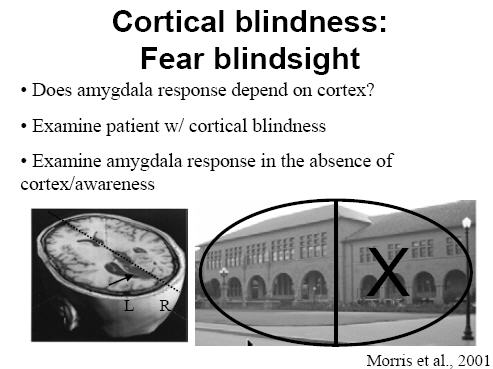 Cortical blindness:
Fear blindsight
• Does amygdala response depend on cortex?
• Examine patient w/ cortical blindness
• Examine amygdala response in the absence of
cortex/awareness
L R
X
Morris et al., 2001